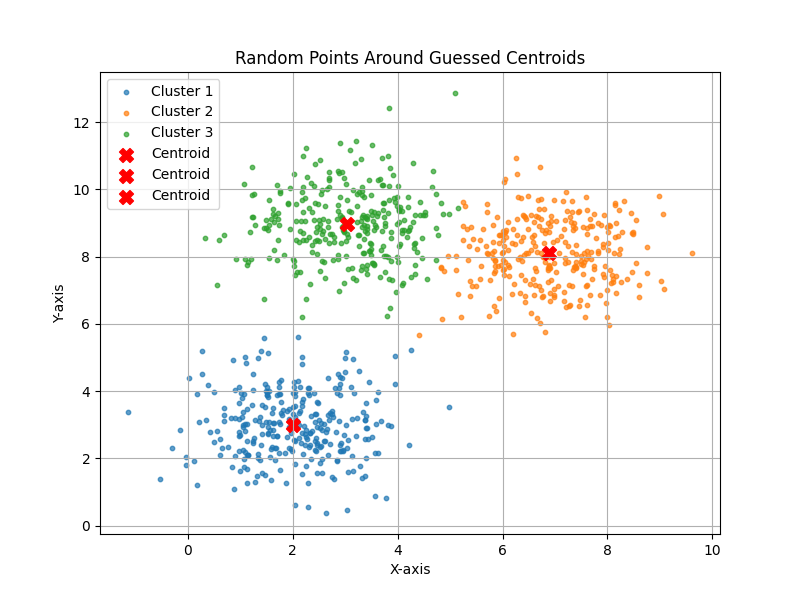 Random Points Around Guessed Centroids
Cluster 1
Cluster 2
Cluster 3
Centroid
Centroid
Centroid
12
10
8
6
4
2
0
Y-axis
0 2 4 6 8 10
X-axis